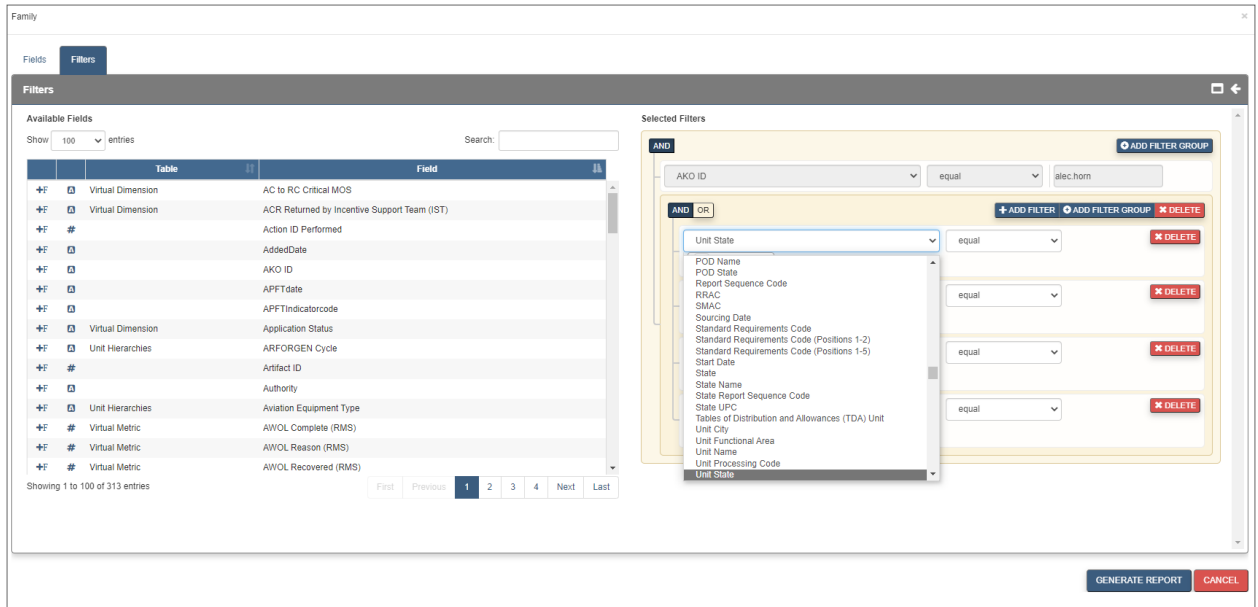 Family
×
Fields Filters
Filters
Available Fields
Show 100 entries Search:
Table Field
+F A Virtual Dimension AC to RC Critical MOS
+F A Virtual Dimension ACR Returned by Incentive Support Team (IST)
+F # Action ID Performed
+F A AddedDate
+F A AKO ID
+F A APFTdate
+F A APFTIndicatorcode
+F A Virtual Dimension Application Status
+F A Unit Hierarchies ARFORGEN Cycle
+F # Artifact ID
+F A Authority
+F A Unit Hierarchies Aviation Equipment Type
+F # Virtual Metric AWOL Complete (RMS)
+F # Virtual Metric AWOL Reason (RMS)
+F # Virtual Metric AWOL Recovered (RMS)
Showing 1 to 100 of 313 entries
First Previous 1 2 3 4 Next Last
Selected Filters
AND ADD FILTER GROUP
AKO ID equal alec.horn
AND OR ADD FILTER ADD FILTER GROUP DELETE
Unit State equal DELETE
POD Name
POD State
Report Sequence Code
RRAC
SMAC
Sourcing Date
Standard Requirements Code
Standard Requirements Code (Positions 1-2)
Standard Requirements Code (Positions 1-5)
Start Date
State
State Name
State Report Sequence Code
State UPC
Tables of Distribution and Allowances (TDA) Unit
Unit City
Unit Functional Area
Unit Name
Unit Processing Code
Unit State
equal DELETE
equal DELETE
equal DELETE
GENERATE REPORT CANCEL